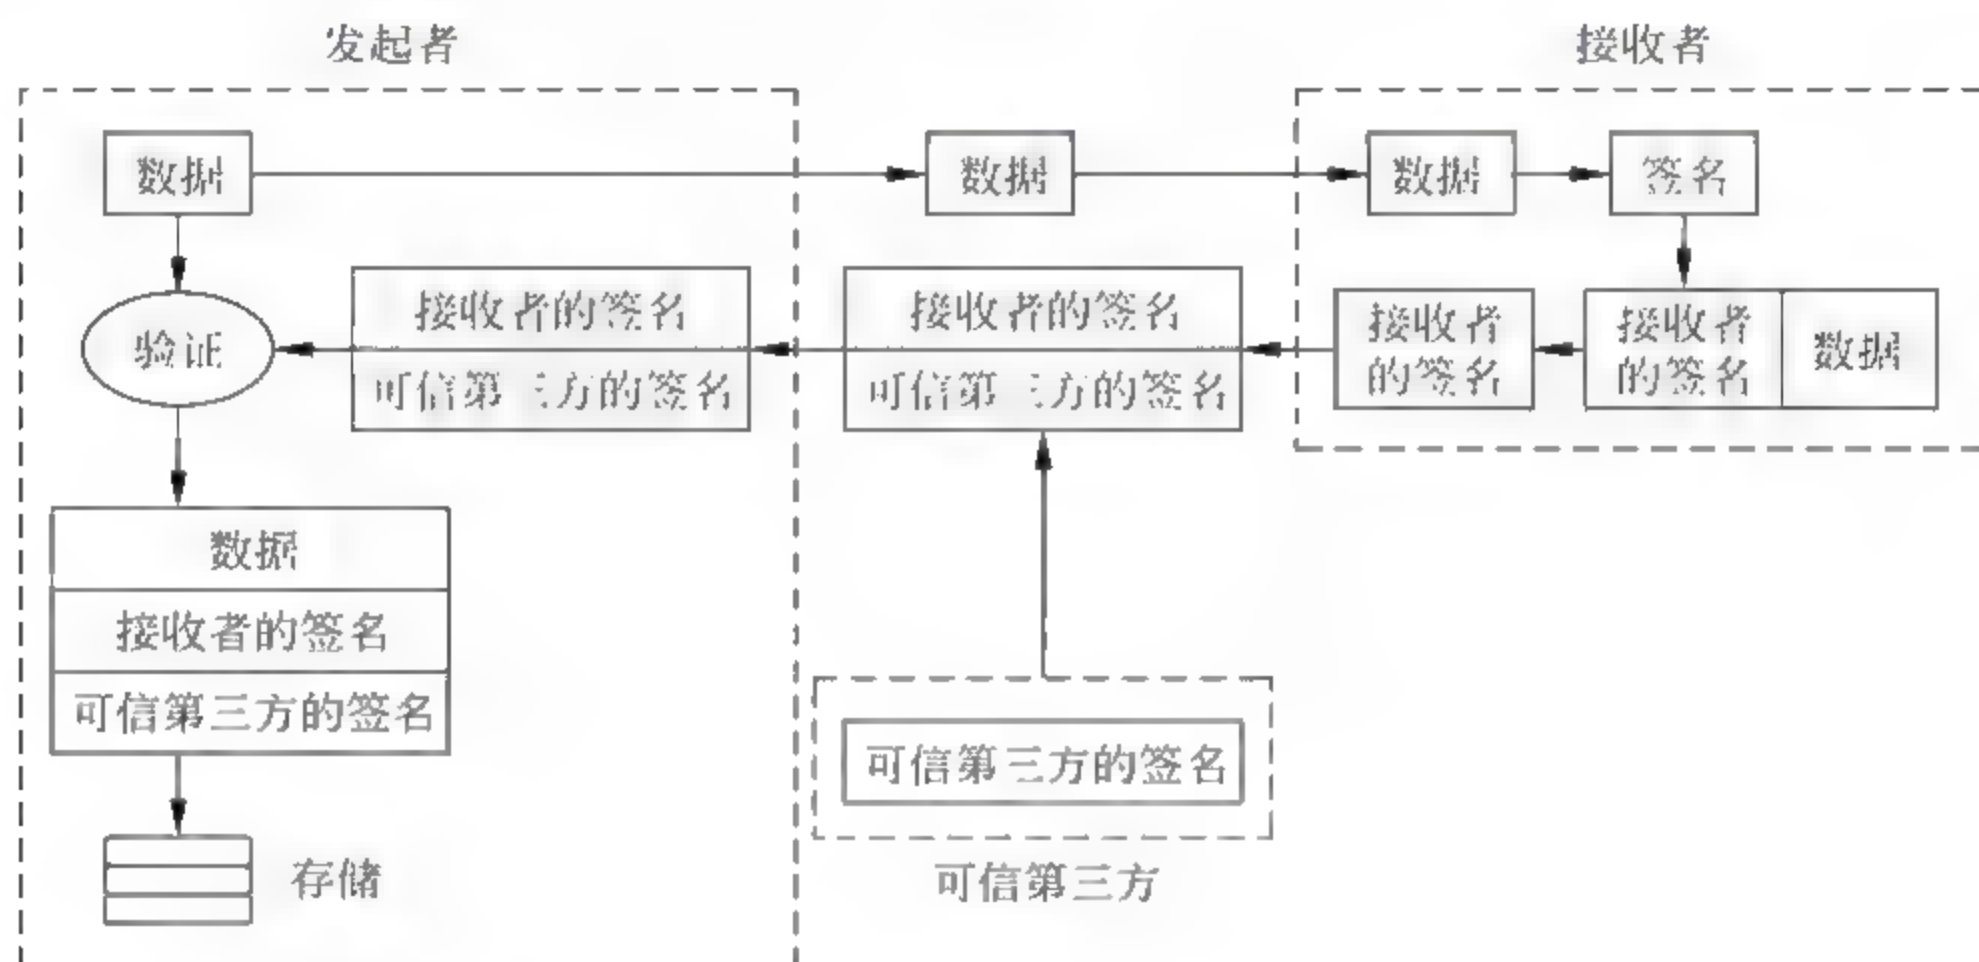 发起者
接收者
数据
数据
数据
签名
验证
接收者的签名
可信第三方的签名
接收者的签名
可信第三方的签名
接收者
的签名
接收者
的签名
数据
数据
接收者的签名
可信第三方的签名
可信第三方的签名
存储
可信第三方